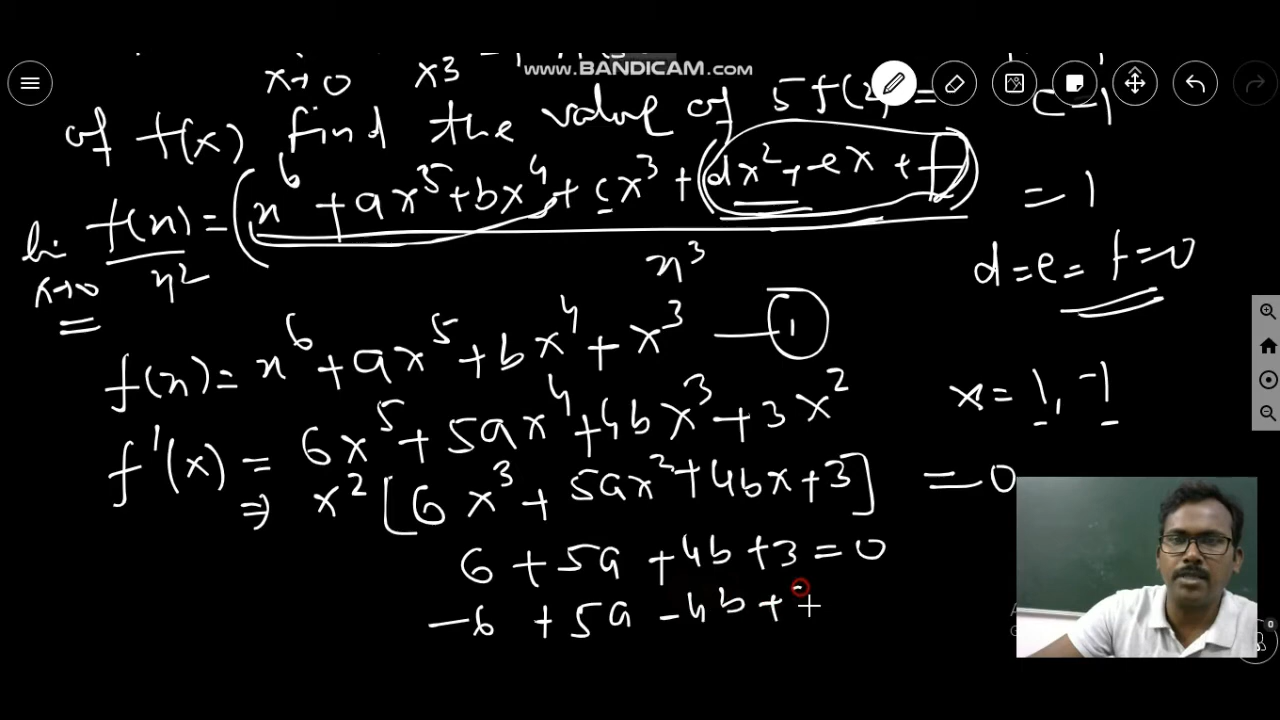 x→0 x³
www.BANDICAM.com
of f(x) find the value of 5f(2) = c=1
lim x→0 f(x)/x² = (x⁶ + ax⁵ + bx⁴ + cx³ + (dx² + ex + f))/x³ = 1
d = e = f = 0
f(x) = x⁶ + ax⁵ + bx⁴ + x³ — 1
f'(x) = 6x⁵ + 5ax⁴ + 4bx³ + 3x² x = 1, -1
⇒ x² [6x³ + 5ax² + 4bx + 3] = 0
6 + 5a + 4b + 3 = 0
-6 + 5a - 4b +